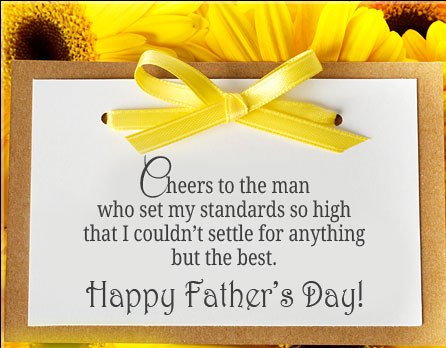 Cheers to the man
who set my standards so high
that I couldn't settle for anything
but the best.
Happy Father's Day!